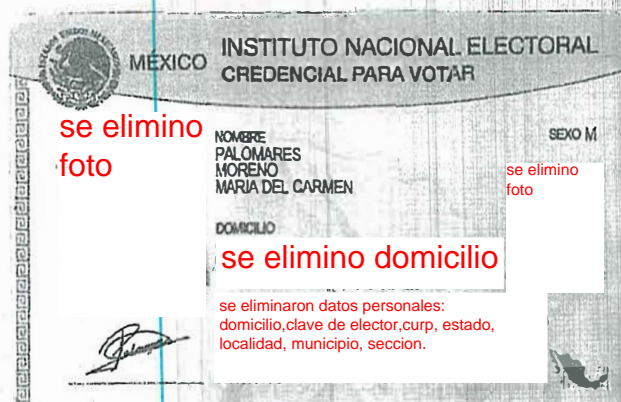 MÉXICO
INSTITUTO NACIONAL ELECTORAL
CREDENCIAL PARA VOTAR
se elimino
foto
NOMBRE
PALOMARES
MORENO
MARIA DEL CARMEN
SEXO M
se elimino
foto
DOMICILIO
se elimino domicilio
se eliminaron datos personales:
domicilio,clave de elector,curp, estado,
localidad, municipio, seccion.